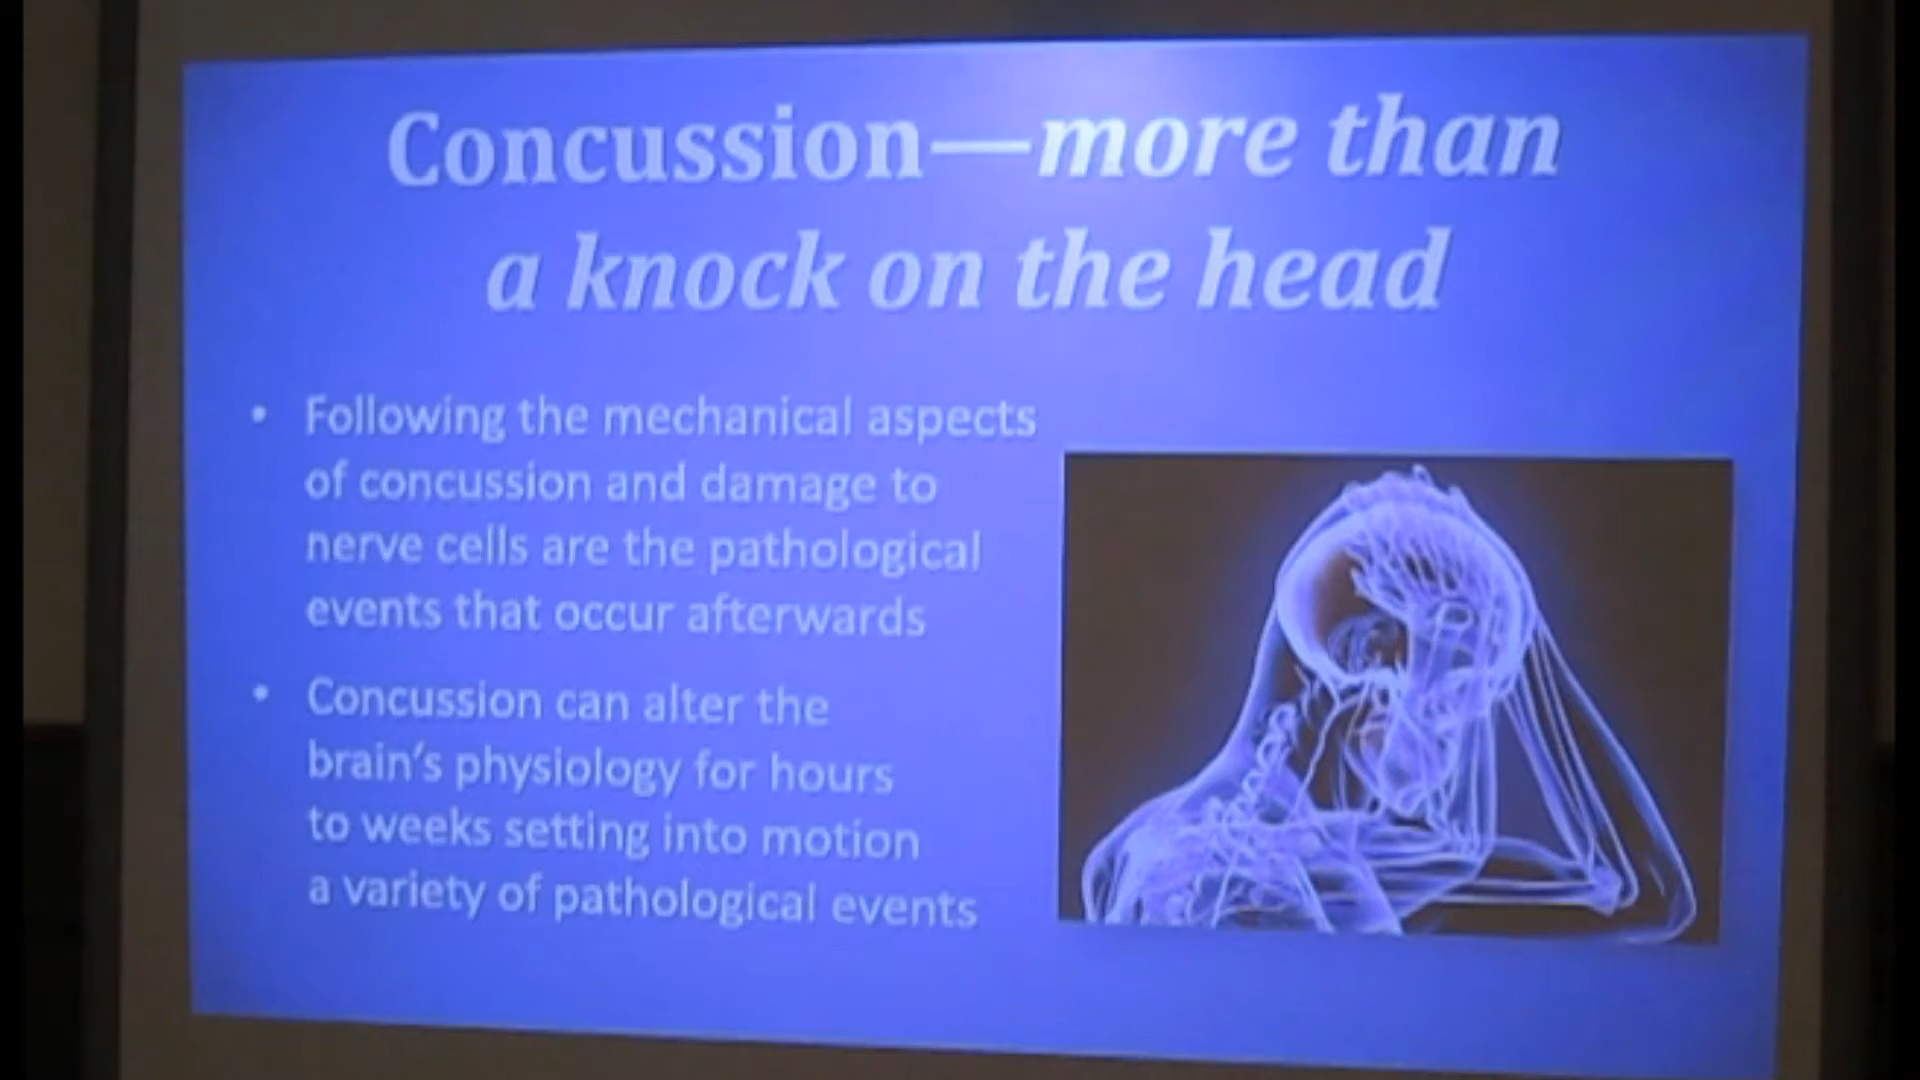 Concussion—more than
a knock on the head
• Following the mechanical aspects
of concussion and damage to
nerve cells are the pathological
events that occur afterwards
• Concussion can alter the
brain's physiology for hours
to weeks setting into motion
a variety of pathological events